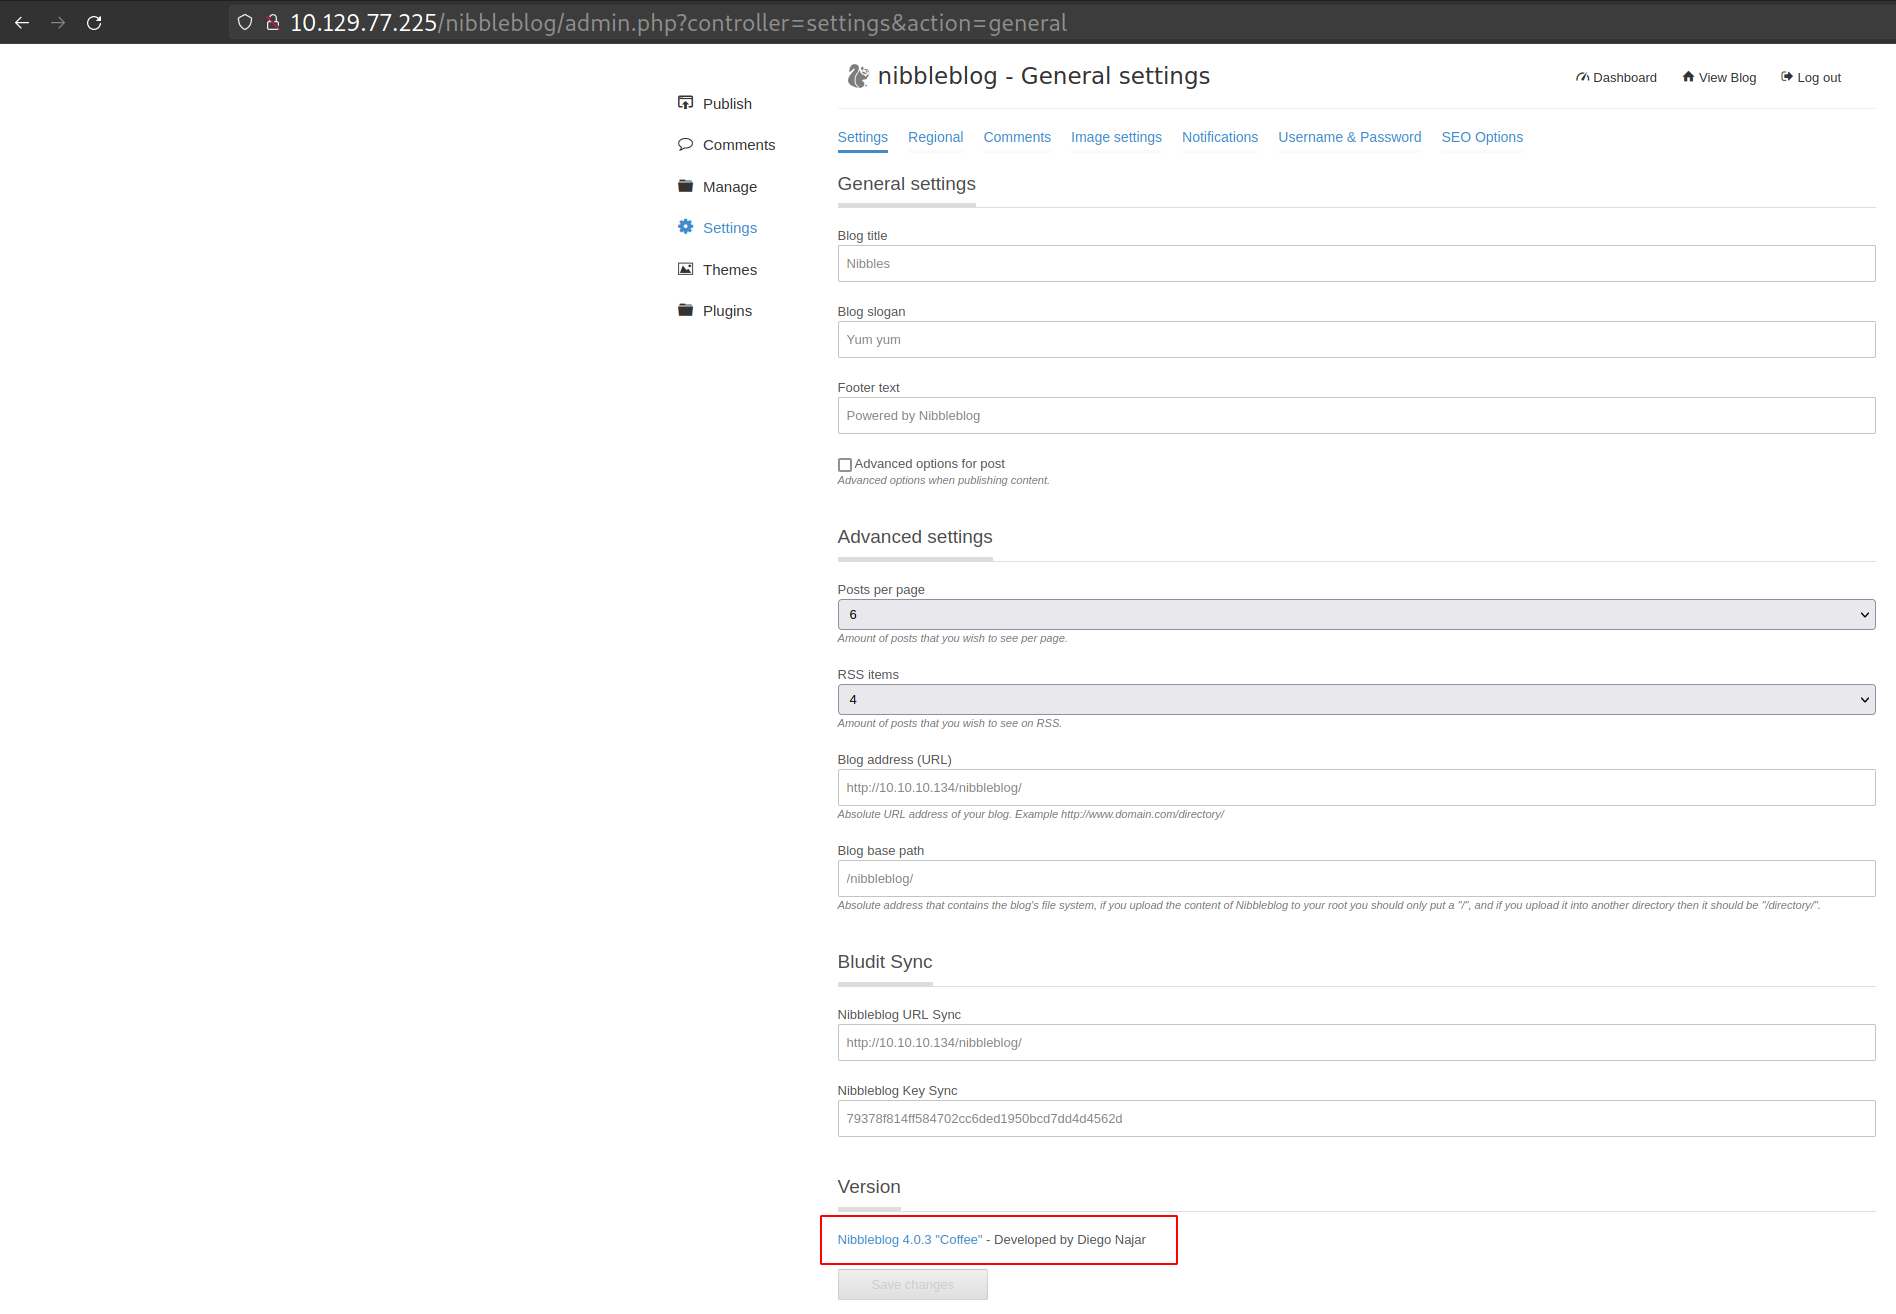 10.129.77.225/nibbleblog/admin.php?controller=settings&action=general
nibbleblog - General settings
Dashboard View Blog Log out
Publish
Comments
Manage
Settings
Themes
Plugins
Settings Regional Comments Image settings Notifications Username & Password SEO Options
General settings
Blog title
Nibbles
Blog slogan
Yum yum
Footer text
Powered by Nibbleblog
Advanced options for post
Advanced options when publishing content.
Advanced settings
Posts per page
6
Amount of posts that you wish to see per page.
RSS items
4
Amount of posts that you wish to see on RSS.
Blog address (URL)
http://10.10.10.134/nibbleblog/
Absolute URL address of your blog. Example http://www.domain.com/directory/
Blog base path
/nibbleblog/
Absolute address that contains the blog's file system, if you upload the content of Nibbleblog to your root you should only put a "/", and if you upload it into another directory then it should be "/directory/".
Bludit Sync
Nibbleblog URL Sync
http://10.10.10.134/nibbleblog/
Nibbleblog Key Sync
79378f814ff584702cc6ded1950bcd7dd4d4562d
Version
Nibbleblog 4.0.3 "Coffee" - Developed by Diego Najar
Save changes